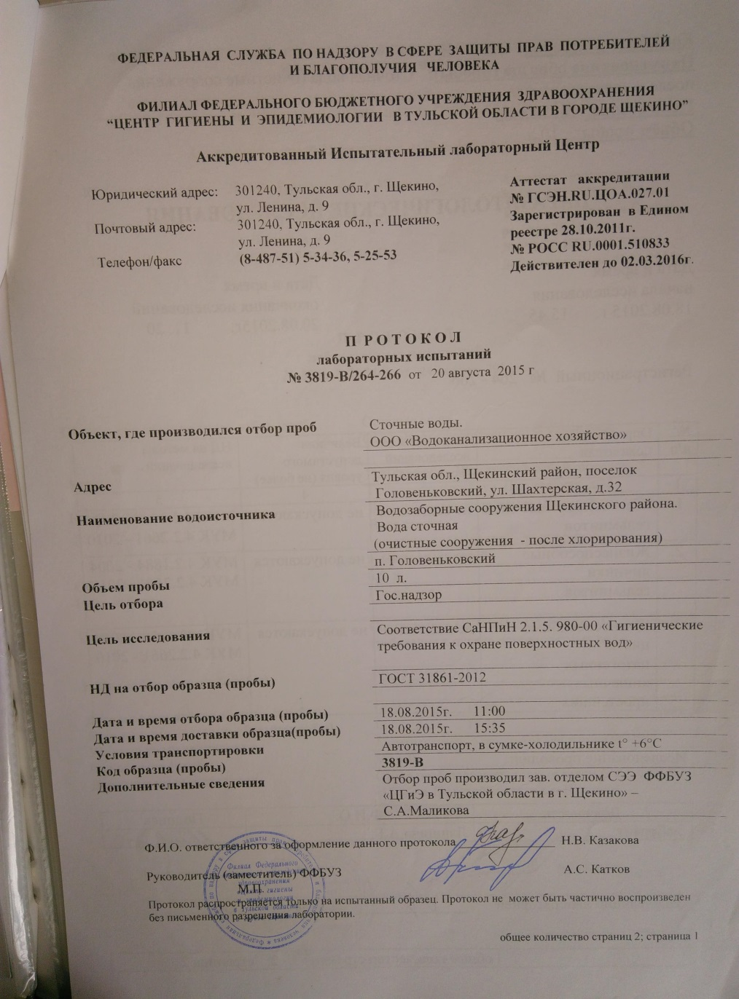 ФЕДЕРАЛЬНАЯ СЛУЖБА ПО НАДЗОРУ В СФЕРЕ ЗАЩИТЫ ПРАВ ПОТРЕБИТЕЛЕЙ
И БЛАГОПОЛУЧИЯ ЧЕЛОВЕКА
ФИЛИАЛ ФЕДЕРАЛЬНОГО БЮДЖЕТНОГО УЧРЕЖДЕНИЯ ЗДРАВООХРАНЕНИЯ
“ЦЕНТР ГИГИЕНЫ И ЭПИДЕМИОЛОГИИ В ТУЛЬСКОЙ ОБЛАСТИ В ГОРОДЕ ЩЕКИНО”
Аккредитованный Испытательный лабораторный Центр
Юридический адрес: 301240, Тульская обл., г. Щекино,
ул. Ленина, д. 9
Почтовый адрес: 301240, Тульская обл., г. Щекино,
ул. Ленина, д. 9
Телефон/факс (8-487-51) 5-34-36, 5-25-53
Аттестат аккредитации
№ ГСЭН.RU.ЦОА.027.01
Зарегистрирован в Едином
реестре 28.10.2011г.
№ РОСС RU.0001.510833
Действителен до 02.03.2016г.
П Р О Т О К О Л
лабораторных испытаний
№ 3819-В/264-266 от 20 августа 2015 г
Объект, где производился отбор проб Сточные воды.
ООО «Водоканализационное хозяйство»
Адрес Тульская обл., Щекинский район, поселок
Головеньковский, ул. Шахтерская, д.32
Наименование водоисточника Водозаборные сооружения Щекинского района.
Вода сточная
(очистные сооружения - после хлорирования)
п. Головеньковский
Объем пробы 10 л.
Цель отбора Гос.надзор
Цель исследования Соответствие СаНПиН 2.1.5. 980-00 «Гигиенические
требования к охране поверхностных вод»
НД на отбор образца (пробы) ГОСТ 31861-2012
Дата и время отбора образца (пробы) 18.08.2015г. 11:00
Дата и время доставки образца(пробы) 18.08.2015г. 15:35
Условия транспортировки Автотранспорт, в сумке-холодильнике t° +6°С
Код образца (пробы) 3819-В
Дополнительные сведения Отбор проб производил зав. отделом СЭЭ ФФБУЗ
«ЦГиЭ в Тульской области в г. Щекино» –
С.А.Маликова
Ф.И.О. ответственного за оформление данного протокола Н.В. Казакова
Руководитель (заместитель) ФФБУЗ А.С. Катков
М.П.
Протокол распространяется только на испытанный образец. Протокол не может быть частично воспроизведен
без письменного разрешения лаборатории.
общее количество страниц 2; страница 1